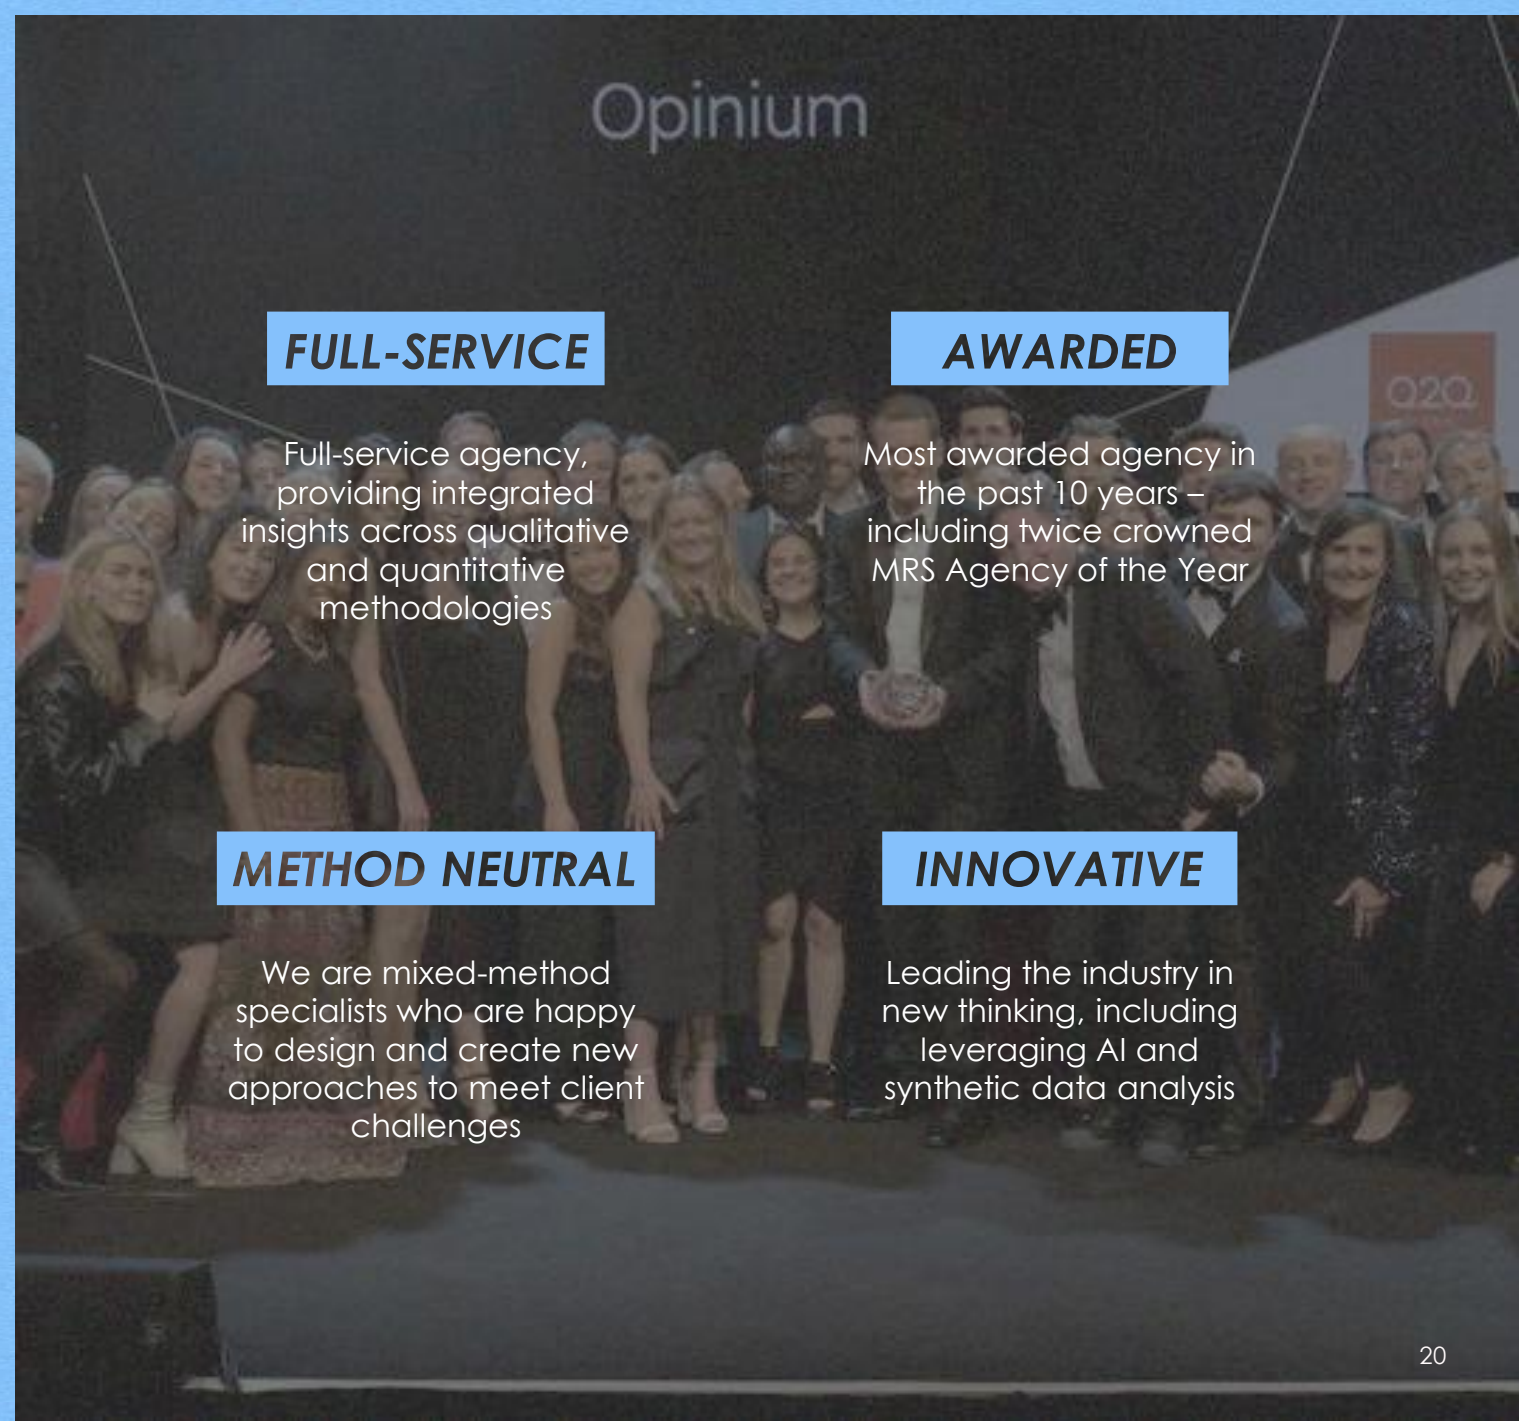 Opinium
FULL-SERVICE
Full-service agency,
providing integrated
insights across qualitative
and quantitative
methodologies
AWARDED
Most awarded agency in
the past 10 years –
including twice crowned
MRS Agency of the Year
METHOD NEUTRAL
We are mixed-method
specialists who are happy
to design and create new
approaches to meet client
challenges
INNOVATIVE
Leading the industry in
new thinking, including
leveraging AI and
synthetic data analysis
20